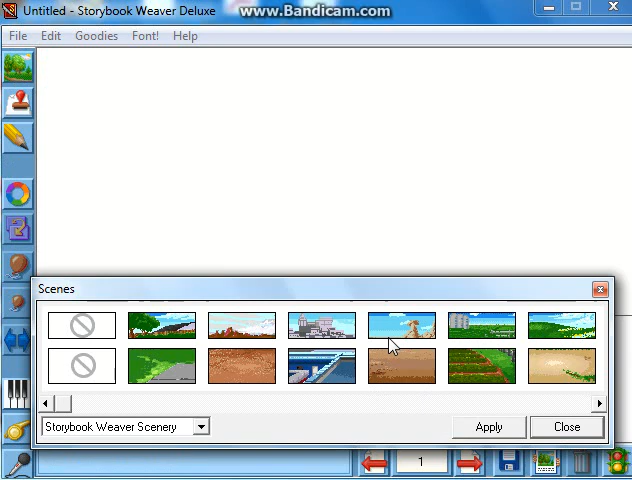 Untitled - Storybook Weaver Deluxe
www.Bandicam.com
File Edit Goodies Font! Help
Scenes
Storybook Weaver Scenery
Apply
Close
1